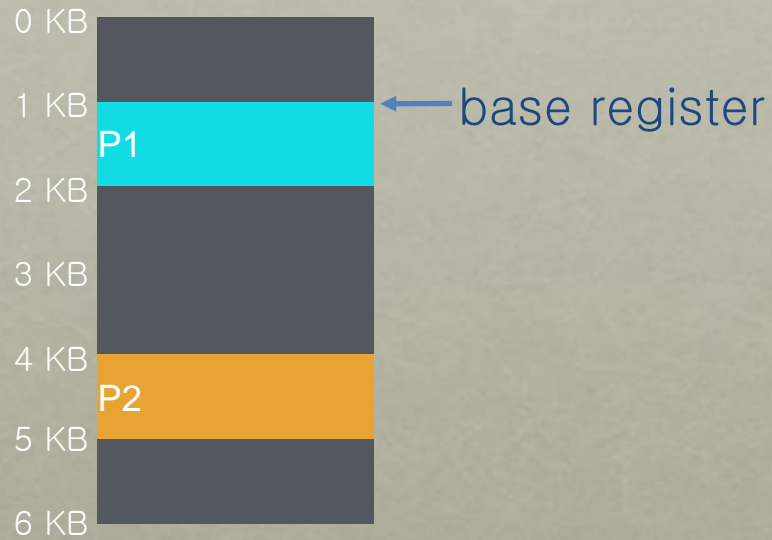 0 KB
1 KB
base register
P1
2 KB
3 KB
4 KB
P2
5 KB
6 KB